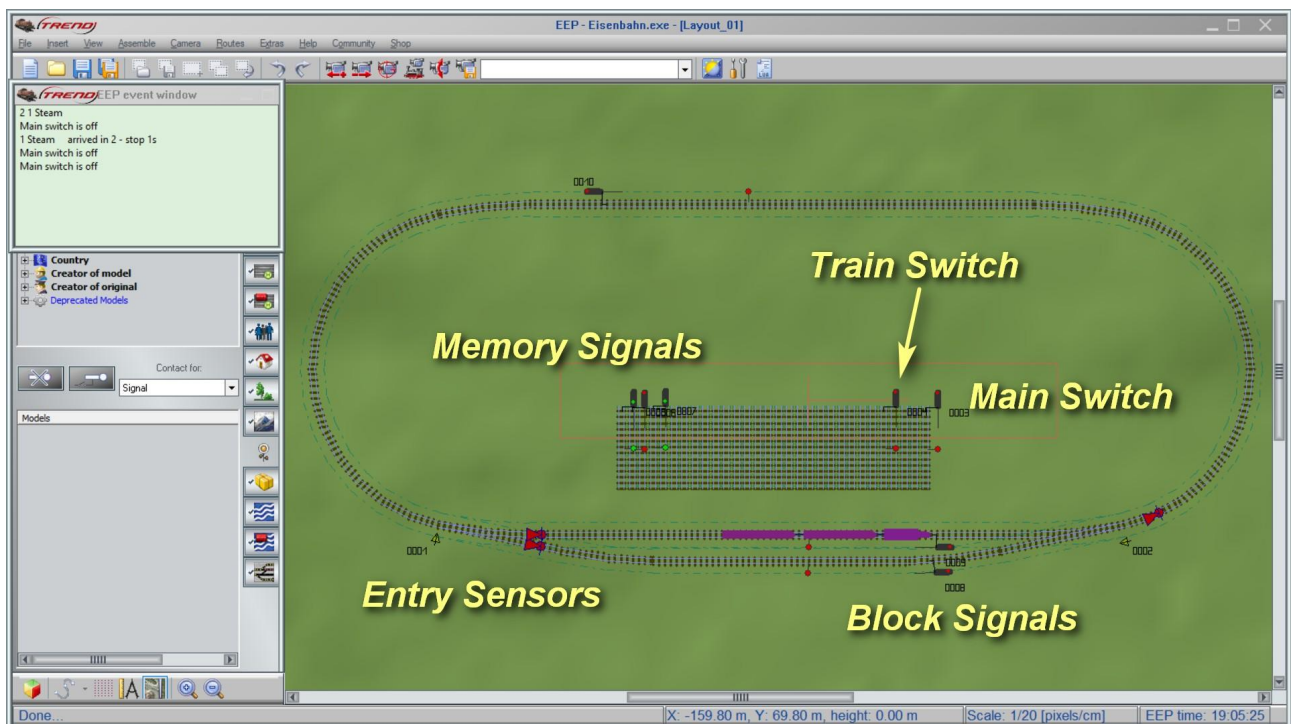 TREND
EEP - Eisenbahn.exe - [Layout_01]
File Insert View Assemble Camera Routes Extras Help Community Shop
TREND EEP event window
2 1 Steam
Main switch is off
1 Steam arrived in 2 - stop 1s
Main switch is off
Main switch is off
Country
Creator of model
Creator of original
Deprecated Models
Contact for:
Signal
Models
0010
Train Switch
Memory Signals
Main Switch
0807
0804
0003
0001
0002
0009
0008
Entry Sensors
Block Signals
Done...
X: -159.80 m, Y: 69.80 m, height: 0.00 m
Scale: 1/20 [pixels/cm]
EEP time: 19:05:25